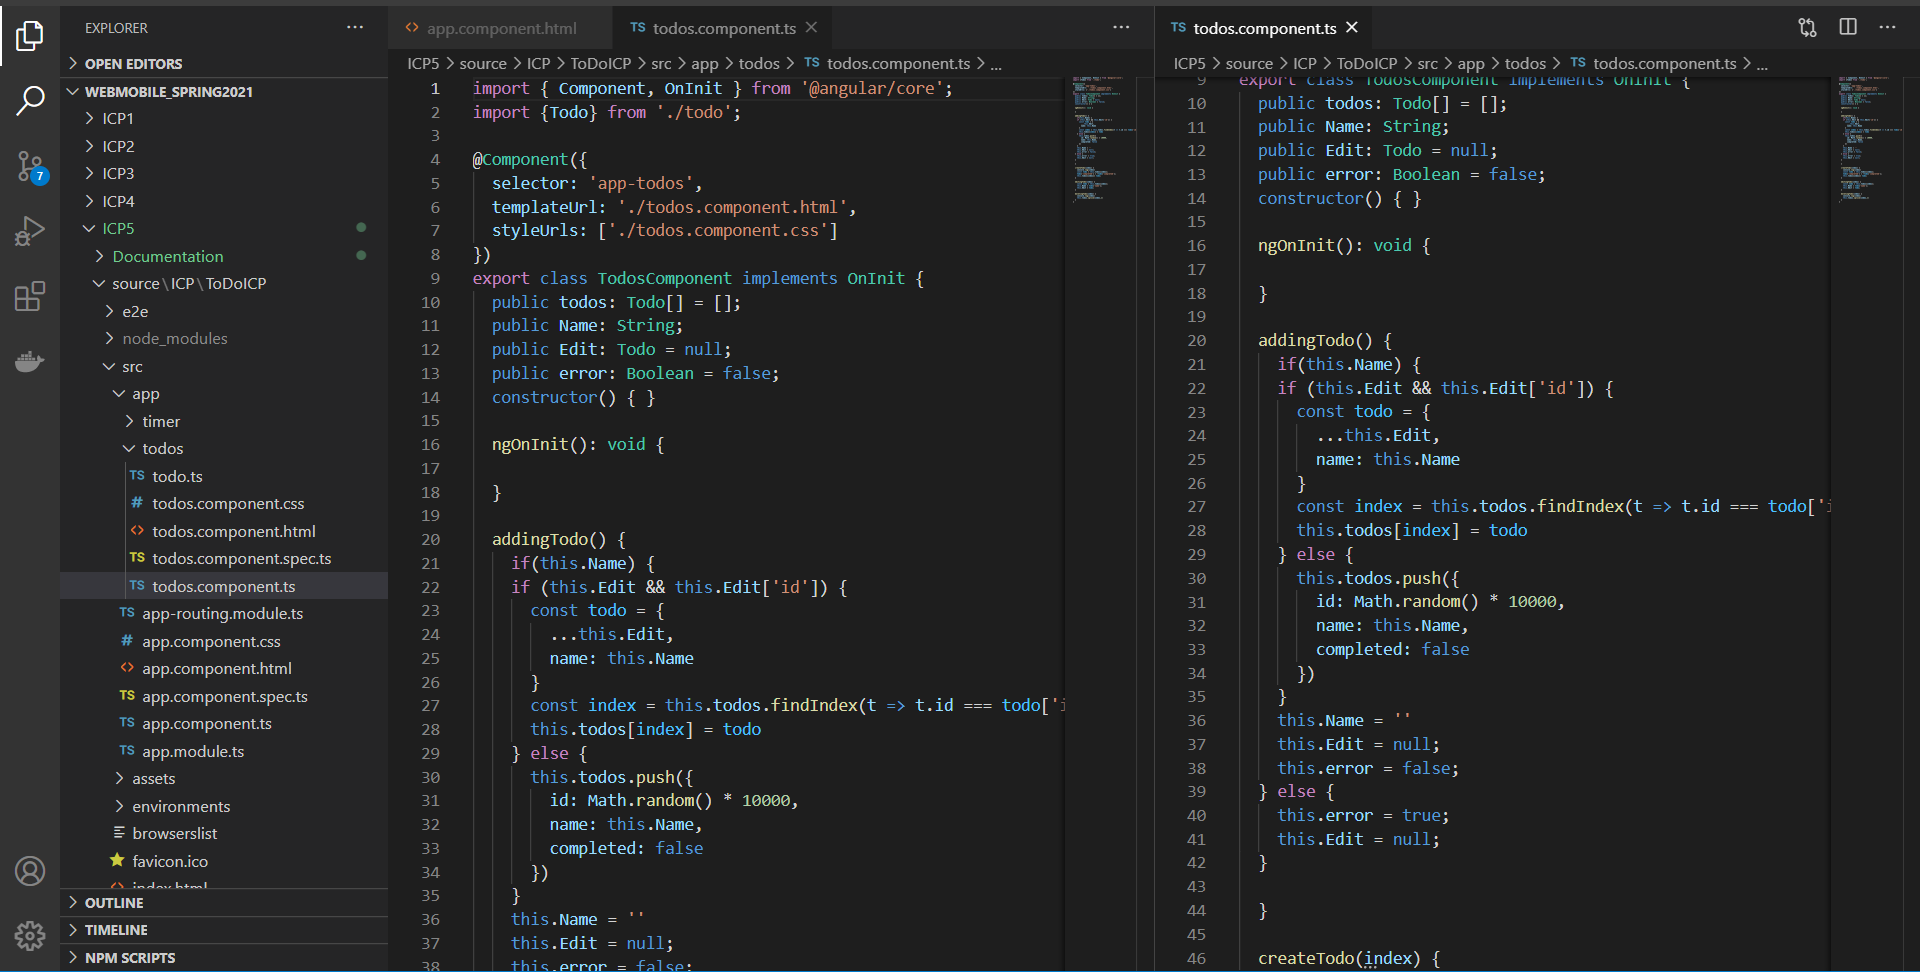 EXPLORER
OPEN EDITORS
WEBMOBILE_SPRING2021
ICP1
ICP2
ICP3
ICP4
ICP5
Documentation
source\ICP\ToDoICP
e2e
node_modules
src
app
timer
todos
TS todo.ts
# todos.component.css
<> todos.component.html
TS todos.component.spec.ts
TS todos.component.ts
TS app-routing.module.ts
# app.component.css
<> app.component.html
TS app.component.spec.ts
TS app.component.ts
TS app.module.ts
assets
environments
browserslist
favicon.ico
<> index.html
OUTLINE
TIMELINE
NPM SCRIPTS
7
<> app.component.html
TS todos.component.ts
ICP5 > source > ICP > ToDoICP > src > app > todos > TS todos.component.ts > ...
1 import { Component, OnInit } from '@angular/core';
2 import {Todo} from './todo';
3
4 @Component({
5 selector: 'app-todos',
6 templateUrl: './todos.component.html',
7 styleUrls: ['./todos.component.css']
8 })
9 export class TodosComponent implements OnInit {
10 public todos: Todo[] = [];
11 public Name: String;
12 public Edit: Todo = null;
13 public error: Boolean = false;
14 constructor() { }
15
16 ngOnInit(): void {
17
18 }
19
20 addingTodo() {
21 if(this.Name) {
22 if (this.Edit && this.Edit['id']) {
23 const todo = {
24 ...this.Edit,
25 name: this.Name
26 }
27 const index = this.todos.findIndex(t => t.id === todo['i
28 this.todos[index] = todo
29 } else {
30 this.todos.push({
31 id: Math.random() * 10000,
32 name: this.Name,
33 completed: false
34 })
35 }
36 this.Name = ''
37 this.Edit = null;
38 this.error = false;
TS todos.component.ts
ICP5 > source > ICP > ToDoICP > src > app > todos > TS todos.component.ts > ...
9 export class TodosComponent implements OnInit {
10 public todos: Todo[] = [];
11 public Name: String;
12 public Edit: Todo = null;
13 public error: Boolean = false;
14 constructor() { }
15
16 ngOnInit(): void {
17
18 }
19
20 addingTodo() {
21 if(this.Name) {
22 if (this.Edit && this.Edit['id']) {
23 const todo = {
24 ...this.Edit,
25 name: this.Name
26 }
27 const index = this.todos.findIndex(t => t.id === todo['i
28 this.todos[index] = todo
29 } else {
30 this.todos.push({
31 id: Math.random() * 10000,
32 name: this.Name,
33 completed: false
34 })
35 }
36 this.Name = ''
37 this.Edit = null;
38 this.error = false;
39 } else {
40 this.error = true;
41 this.Edit = null;
42 }
43
44 }
45
46 createTodo(index) {